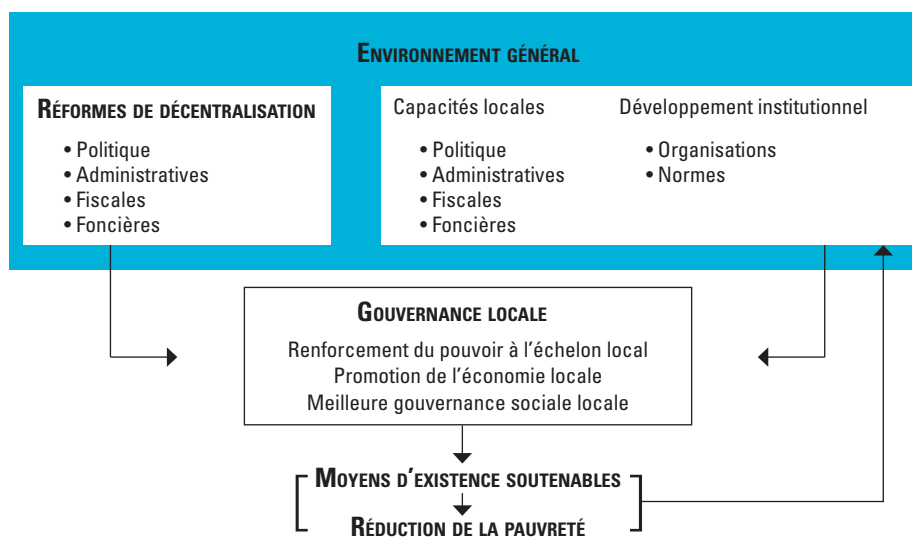 ENVIRONNEMENT GÉNÉRAL
RÉFORMES DE DÉCENTRALISATION
• Politique
• Administratives
• Fiscales
• Foncières
Capacités locales
• Politique
• Administratives
• Fiscales
• Foncières
Développement institutionnel
• Organisations
• Normes
GOUVERNANCE LOCALE
Renforcement du pouvoir à l'échelon local
Promotion de l'économie locale
Meilleure gouvernance sociale locale
MOYENS D'EXISTENCE SOUTENABLES
RÉDUCTION DE LA PAUVRETÉ